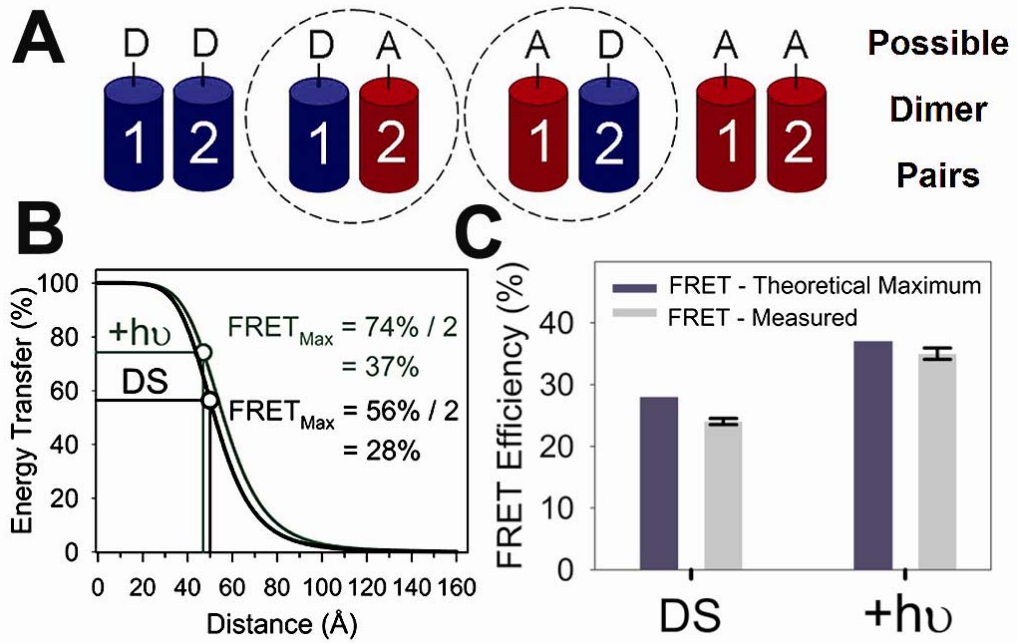 A
D D D A A D A A
1 2 1 2 1 2 1 2
Possible
Dimer
Pairs
B
Energy Transfer (%)
100
80
60
40
20
0
+hυ
DS
FRETMax = 74% / 2
= 37%
FRETMax = 56% / 2
= 28%
0 20 40 60 80 100 120 140 160
Distance (Å)
C
FRET Efficiency (%)
FRET - Theoretical Maximum
FRET - Measured
40
30
20
10
0
DS +hυ